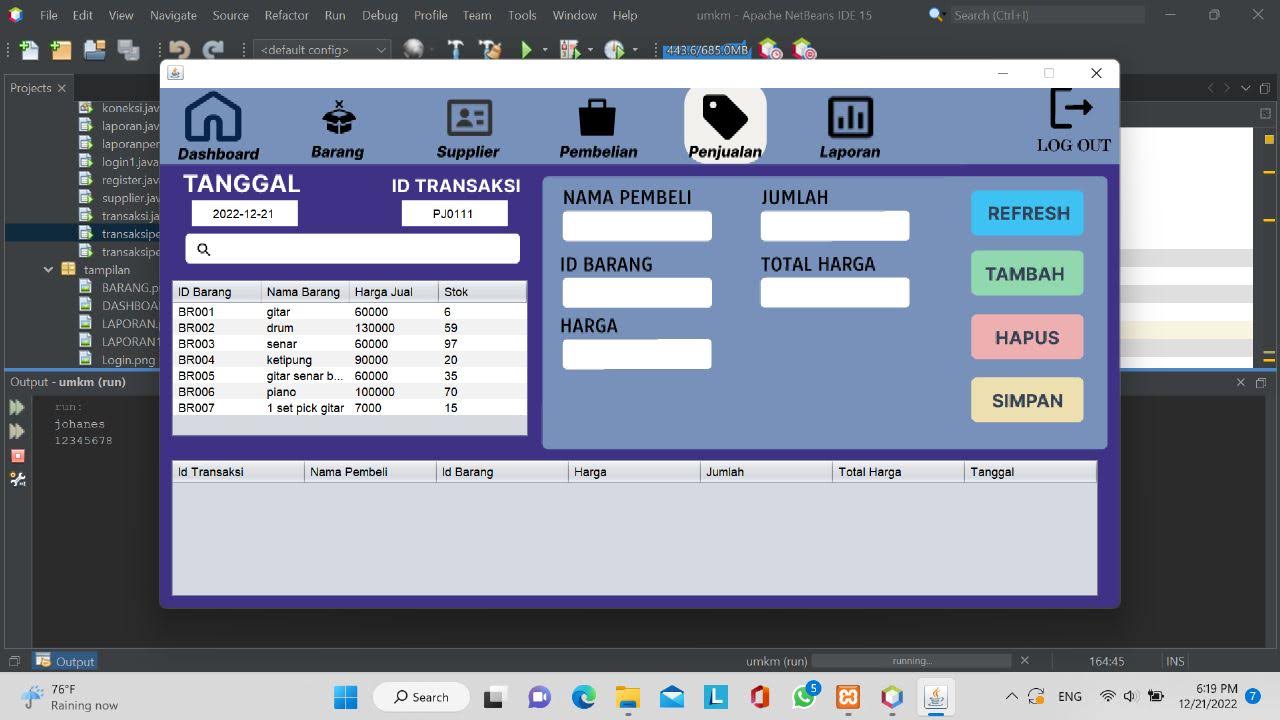 File Edit View Navigate Source Refactor Run Debug Profile Team Tools Window Help
umkm - Apache NetBeans IDE 15
Search (Ctrl+I)
<default config>
443.6/685.0MB
Projects
koneksi.java
laporan.java
laporanper
login1.java
register.java
supplier.java
transaksi.ja
transaksipe
transaksipe
tampilan
BARANG.p
DASHBOA
LAPORAN.
LAPORAN1
Login.png
Dashboard
Barang
Supplier
Pembelian
Penjualan
Laporan
LOG OUT
TANGGAL
ID TRANSAKSI
2022-12-21
PJ0111
ID Barang Nama Barang Harga Jual Stok
BR001 gitar 60000 6
BR002 drum 130000 59
BR003 senar 60000 97
BR004 ketipung 90000 20
BR005 gitar senar b... 60000 35
BR006 piano 100000 70
BR007 1 set pick gitar 7000 15
NAMA PEMBELI
JUMLAH
ID BARANG
TOTAL HARGA
HARGA
REFRESH
TAMBAH
HAPUS
SIMPAN
Id Transaksi Nama Pembeli Id Barang Harga Jumlah Total Harga Tanggal
Output - umkm (run)
run:
johanes
12345678
Output
umkm (run)
running...
164:45
INS
76°F
Raining now
Search
5
ENG
6:19 PM
12/21/2022
7